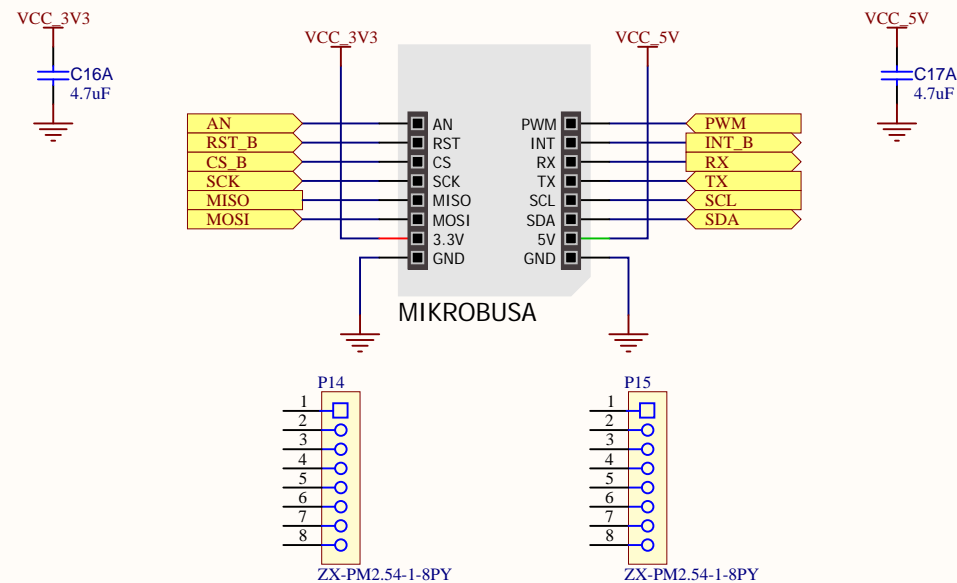 VCC_3V3
C16A
4.7uF
VCC_3V3
VCC_5V
VCC_5V
C17A
4.7uF
AN
RST_B
CS_B
SCK
MISO
MOSI
AN
RST
CS
SCK
MISO
MOSI
3.3V
GND
PWM
INT
RX
TX
SCL
SDA
5V
GND
PWM
INT_B
RX
TX
SCL
SDA
MIKROBUSA
P14
1
2
3
4
5
6
7
8
ZX-PM2.54-1-8PY
P15
1
2
3
4
5
6
7
8
ZX-PM2.54-1-8PY